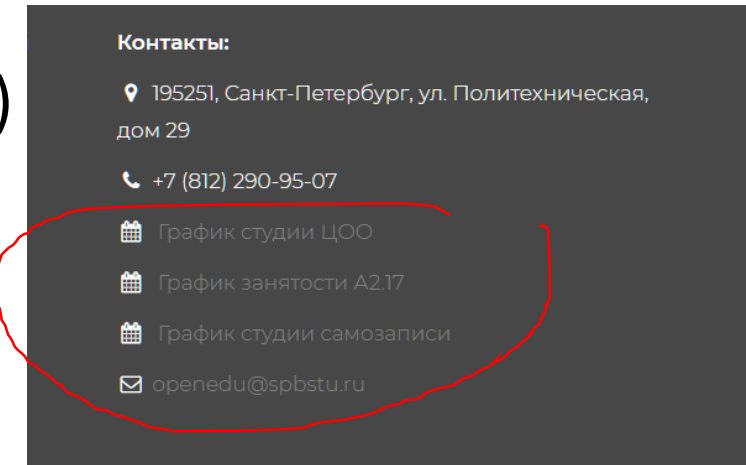 Контакты:
195251, Санкт-Петербург, ул. Политехническая,
дом 29
+7 (812) 290-95-07
График студии ЦОО
График занятости А2.17
График студии самозаписи
openedu@spbstu.ru
)